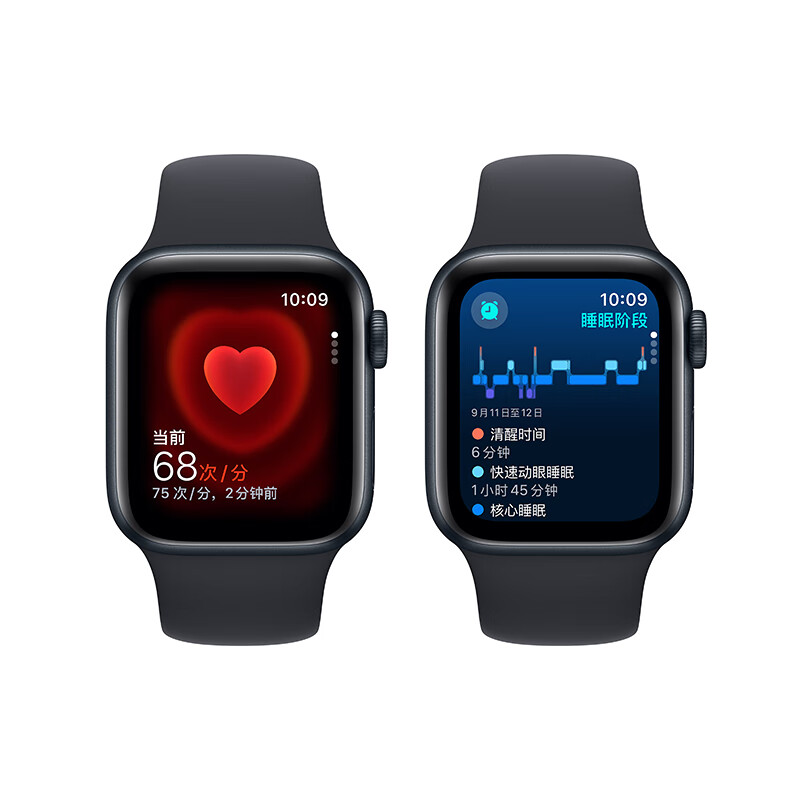 10:09
当前
68次/分
75 次/分，2分钟前
10:09
睡眠阶段
9月11日至12日
清醒时间
6分钟
快速动眼睡眠
1小时45分钟
核心睡眠